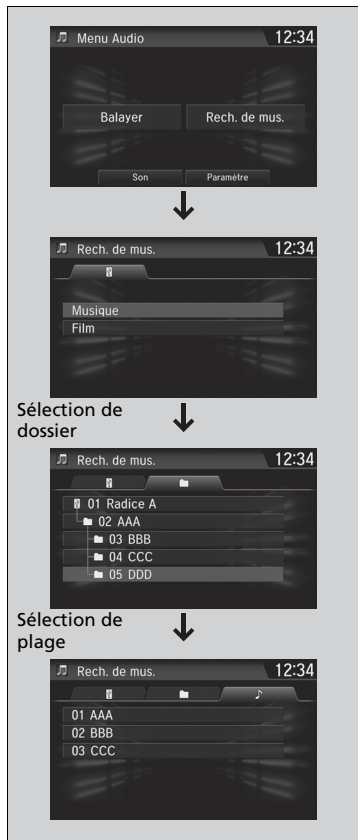 Menu Audio 12:34
Balayer Rech. de mus.
Son Paramètre
Rech. de mus. 12:34
Musique
Film
Sélection de
dossier
Rech. de mus. 12:34
01 Radice A
02 AAA
03 BBB
04 CCC
05 DDD
Sélection de
plage
Rech. de mus. 12:34
01 AAA
02 BBB
03 CCC